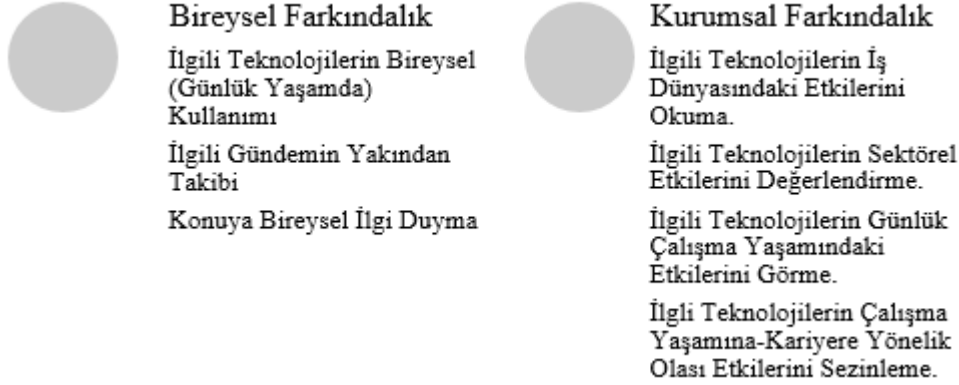 Bireysel Farkındalık
İlgili Teknolojilerin Bireysel
(Günlük Yaşamda)
Kullanımı
İlgili Gündemin Yakından
Takibi
Konuya Bireysel İlgi Duyma
Kurumsal Farkındalık
İlgili Teknolojilerin İş
Dünyasındaki Etkilerini
Okuma.
İlgili Teknolojilerin Sektörel
Etkilerini Değerlendirme.
İlgili Teknolojilerin Günlük
Çalışma Yaşamındaki
Etkilerini Görme.
İlgli Teknolojilerin Çalışma
Yaşamına-Kariyere Yönelik
Olası Etkilerini Sezinleme.